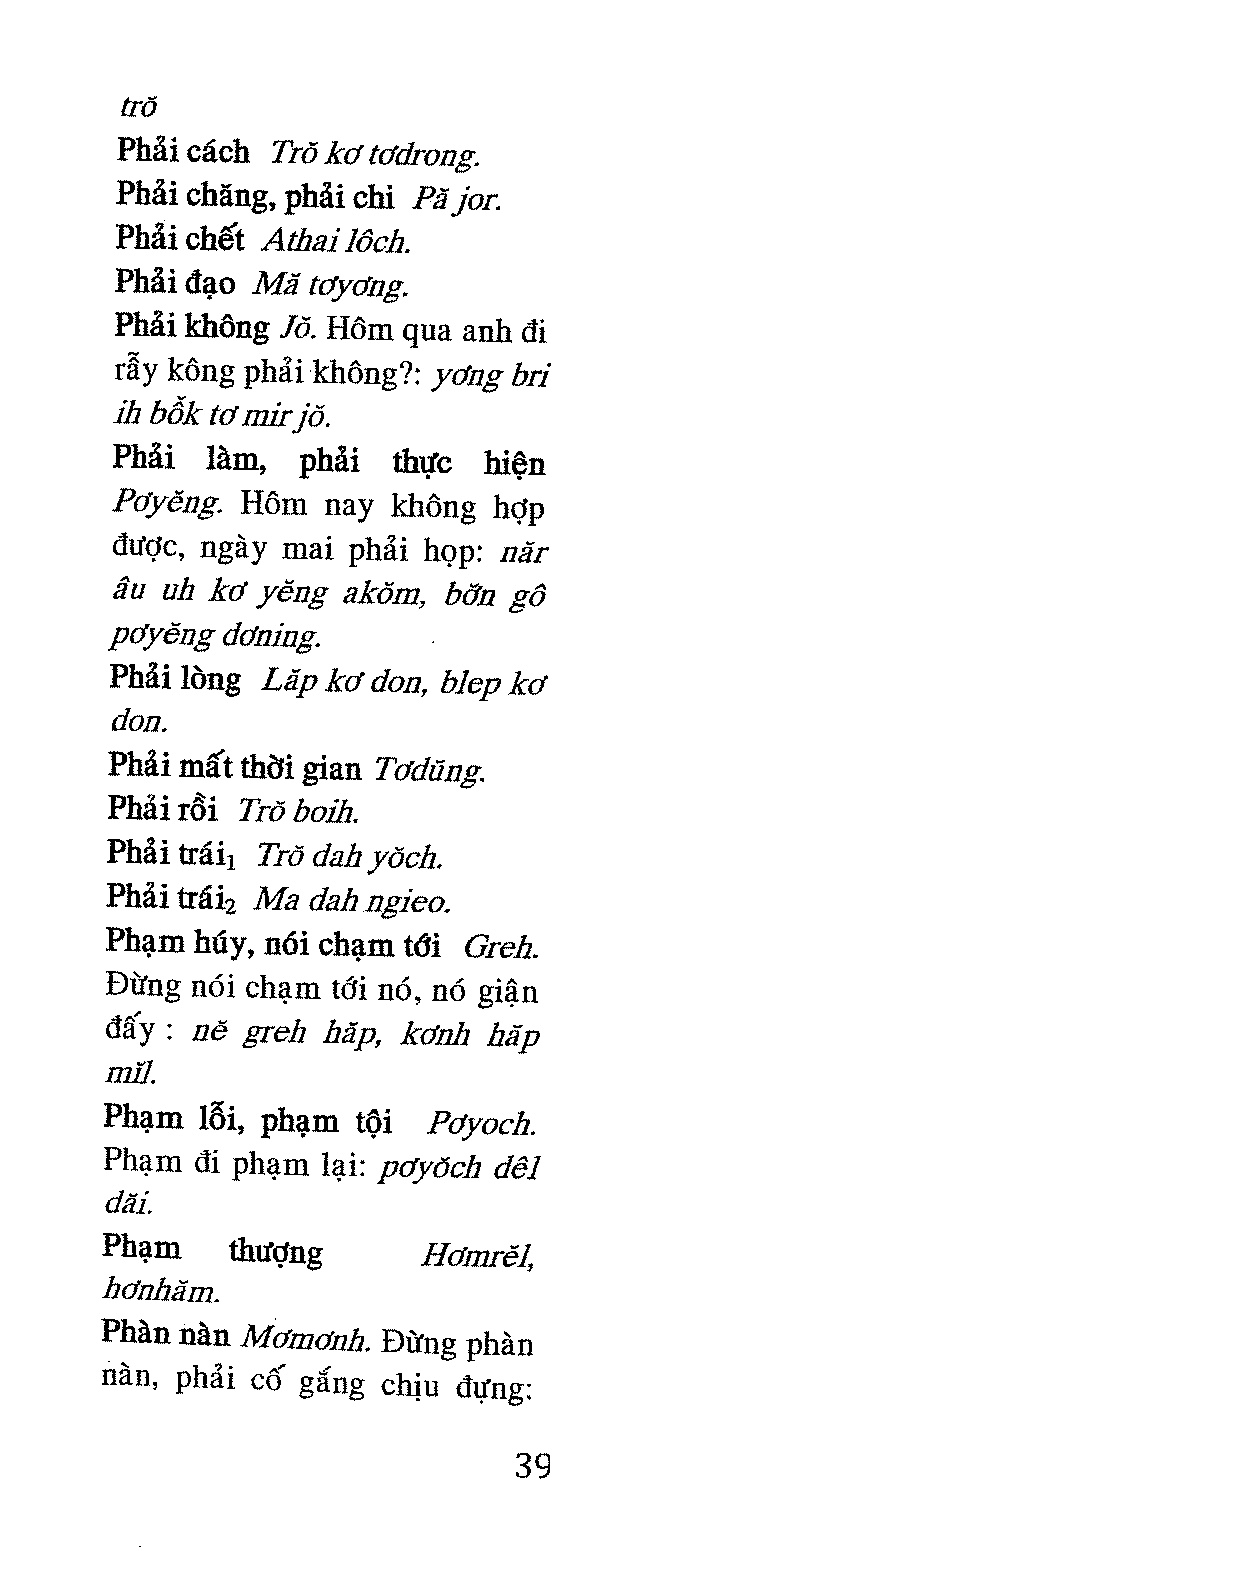 trŏ
Phải cách Trŏ kơ tơdrong.
Phải chăng, phải chi Pă jor.
Phải chết Athai lôch.
Phải đạo Mă tơyơng.
Phải không Jŏ. Hôm qua anh đi
rẫy kông phải không?: yơng bri
ih bỗk tơ mir jŏ.
Phải làm, phải thực hiện
Pơyĕng. Hôm nay không hợp
được, ngày mai phải họp: năr
âu uh kơ yĕng akŏm, bơ̆n gô
pơyĕng dơning.
Phải lòng Lăp kơ don, blep kơ
don.
Phải mất thời gian Tơdŭng.
Phải rồi Trŏ boih.
Phải trái₁ Trŏ dah yŏch.
Phải trái₂ Ma dah ngieo.
Phạm húy, nói chạm tới Greh.
Đừng nói chạm tới nó, nó giận
đấy : nĕ greh hăp, kơnh hăp
mĭl.
Phạm lỗi, phạm tội Pơyoch.
Phạm đi phạm lại: pơyŏch dêl
dăi.
Phạm thượng Hơmrĕl,
hơnhăm.
Phàn nàn Mơmơnh. Đừng phàn
nàn, phải cố gắng chịu đựng:
39